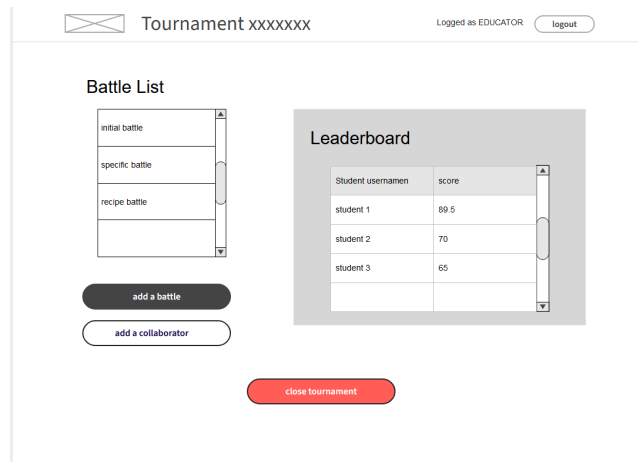 Tournament xxxxxxx
Logged as EDUCATOR
logout
Battle List
initial battle
specific battle
recipe battle
add a battle
add a collaborator
Leaderboard
Student usernamen score
student 1 89.5
student 2 70
student 3 65
close tournament